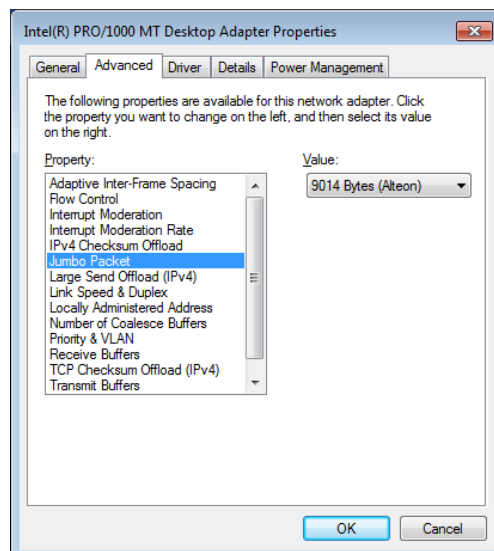 Intel(R) PRO/1000 MT Desktop Adapter Properties
General Advanced Driver Details Power Management
The following properties are available for this network adapter. Click
the property you want to change on the left, and then select its value
on the right.
Property:
Value:
Adaptive Inter-Frame Spacing
Flow Control
Interrupt Moderation
Interrupt Moderation Rate
IPv4 Checksum Offload
Jumbo Packet
Large Send Offload (IPv4)
Link Speed & Duplex
Locally Administered Address
Number of Coalesce Buffers
Priority & VLAN
Receive Buffers
TCP Checksum Offload (IPv4)
Transmit Buffers
9014 Bytes (Alteon)
OK
Cancel